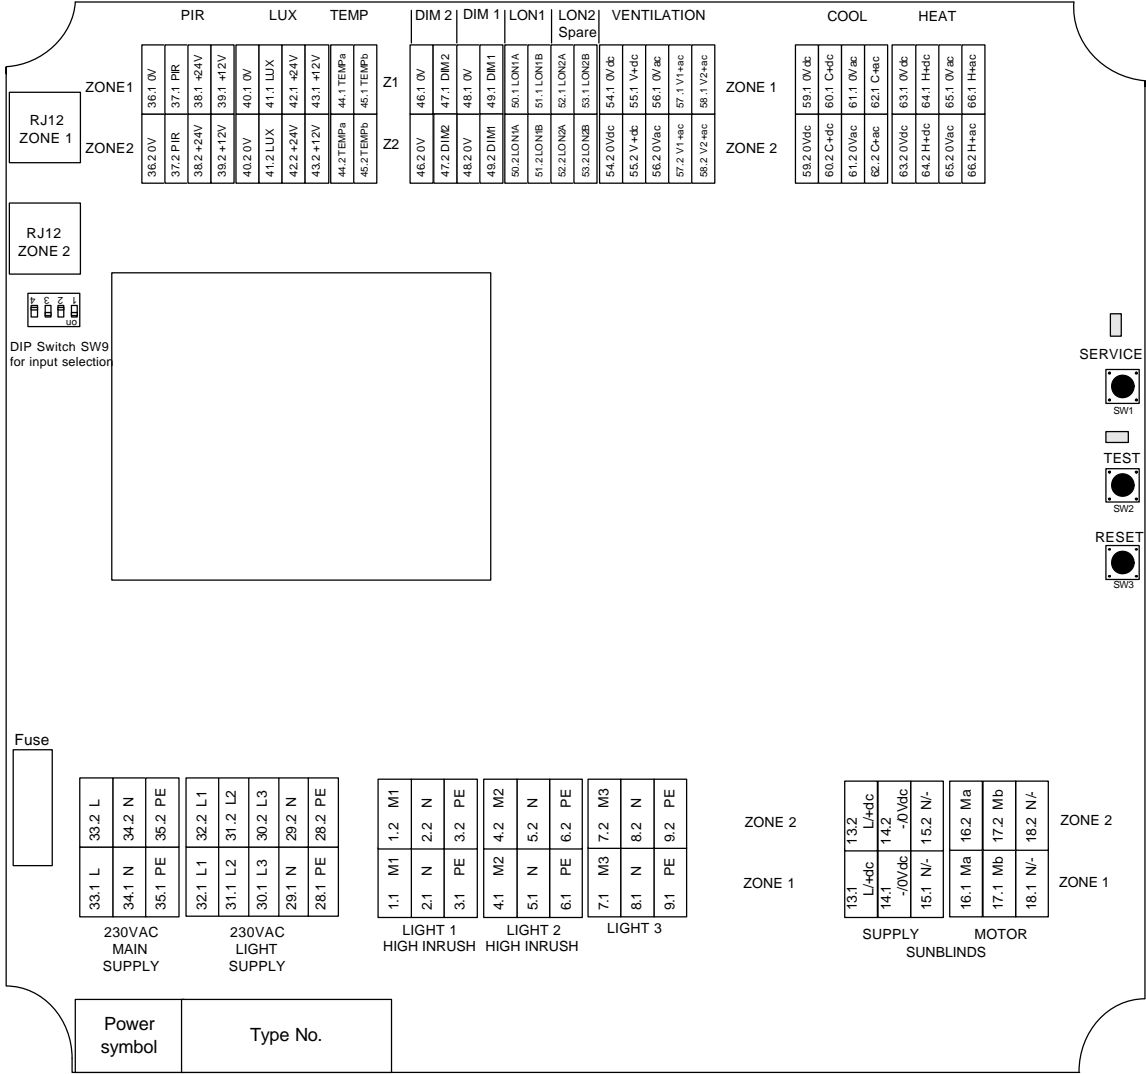 PIR LUX TEMP DIM 2 DIM 1 LON1 LON2 VENTILATION COOL HEAT
Spare
ZONE1
36.1 0V
37.1 PIR
38.1 +24V
39.1 +12V
40.1 0V
41.1 LUX
42.1 +24V
43.1 +12V
44.1 TEMPa
45.1 TEMPb
Z1
46.1 0V
47.1 DIM 2
48.1 0V
49.1 DIM 1
50.1 LON1A
51.1 LON1B
52.1 LON2A
53.1 LON2B
54.1 0Vdc
55.1 V+dc
56.1 0Vac
57.1 V1+ac
58.1 V2+ac
ZONE 1
59.1 0Vdc
60.1 C+dc
61.1 0Vac
62.1 C+ac
63.1 0Vdc
64.1 H+dc
65.1 0Vac
66.1 H+ac
ZONE2
36.2 0V
37.2 PIR
38.2 +24V
39.2 +12V
40.2 0V
41.2 LUX
42.2 +24V
43.2 +12V
44.2 TEMPa
45.2 TEMPb
Z2
46.2 0V
47.2 DIM2
48.2 0V
49.2 DIM1
50.2 LON1A
51.2 LON1B
52.2 LON2A
53.2 LON2B
54.2 0Vdc
55.2 V+dc
56.2 0Vac
57.2 V1+ac
58.2 V2+ac
ZONE 2
59.2 0Vdc
60.2 C+dc
61.2 0Vac
62.2 C+ac
63.2 0Vdc
64.2 H+dc
65.2 0Vac
66.2 H+ac
RJ12
ZONE 1
RJ12
ZONE 2
4 3 2 1
on
DIP Switch SW9
for input selection
SERVICE
SW1
TEST
SW2
RESET
SW3
Fuse
33.2 L
34.2 N
35.2 PE
32.2 L1
31.2 L2
30.2 L3
29.2 N
28.2 PE
1.2 M1
2.2 N
3.2 PE
4.2 M2
5.2 N
6.2 PE
7.2 M3
8.2 N
9.2 PE
ZONE 2
13.2
L/+dc
14.2
-/0Vdc
15.2 N/-
16.2 Ma
17.2 Mb
18.2 N/-
ZONE 2
33.1 L
34.1 N
35.1 PE
32.1 L1
31.1 L2
30.1 L3
29.1 N
28.1 PE
1.1 M1
2.1 N
3.1 PE
4.1 M2
5.1 N
6.1 PE
7.1 M3
8.1 N
9.1 PE
ZONE 1
13.1
L/+dc
14.1
-/0Vdc
15.1 N/-
16.1 Ma
17.1 Mb
18.1 N/-
ZONE 1
230VAC
MAIN
SUPPLY
230VAC
LIGHT
SUPPLY
LIGHT 1
HIGH INRUSH
LIGHT 2
HIGH INRUSH
LIGHT 3
SUPPLY MOTOR
SUNBLINDS
Power
symbol
Type No.